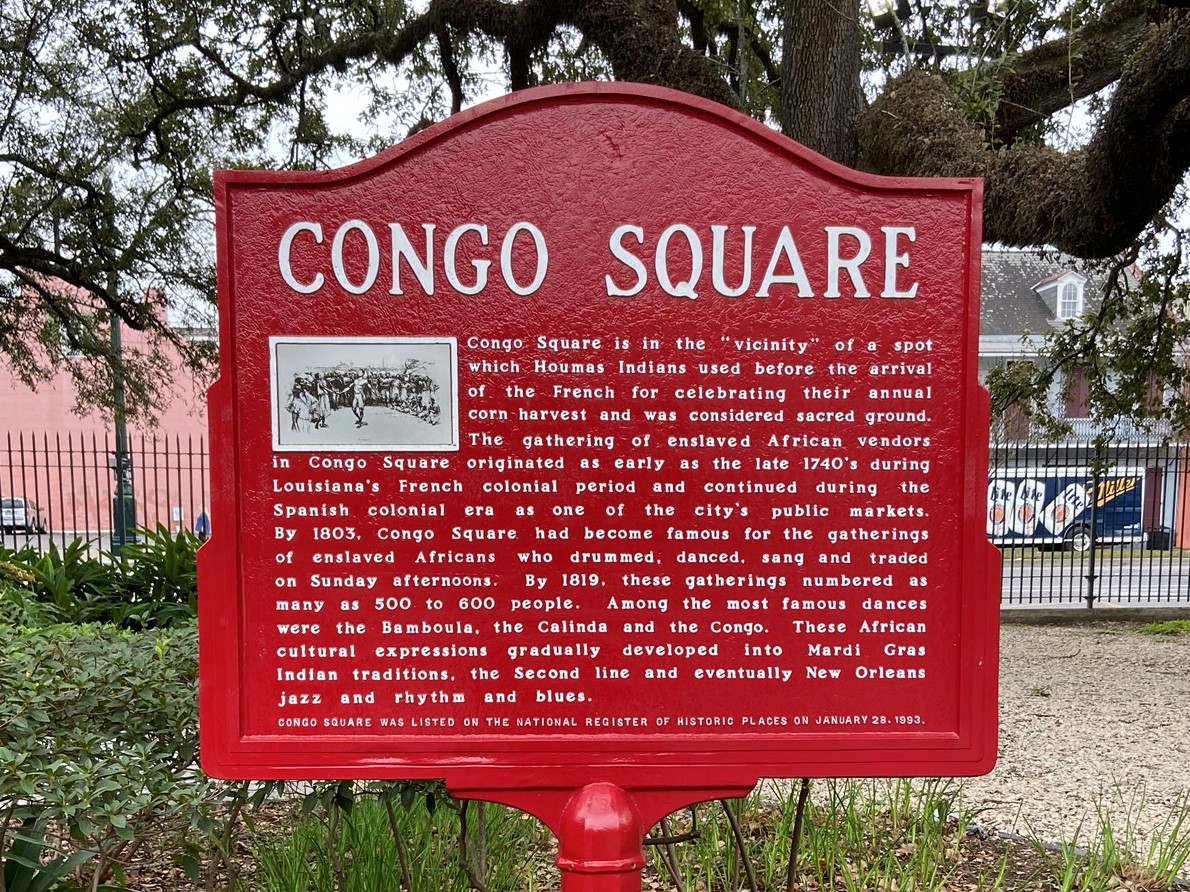 CONGO SQUARE
Congo Square is in the "vicinity" of a spot
which Houmas Indians used before the arrival
of the French for celebrating their annual
corn harvest and was considered sacred ground.
The gathering of enslaved African vendors
in Congo Square originated as early as the late 1740's during
Louisiana's French colonial period and continued during the
Spanish colonial era as one of the city's public markets.
By 1803, Congo Square had become famous for the gatherings
of enslaved Africans who drummed, danced, sang and traded
on Sunday afternoons. By 1819, these gatherings numbered as
many as 500 to 600 people. Among the most famous dances
were the Bamboula, the Calinda and the Congo. These African
cultural expressions gradually developed into Mardi Gras
Indian traditions, the Second line and eventually New Orleans
jazz and rhythm and blues.
CONGO SQUARE WAS LISTED ON THE NATIONAL REGISTER OF HISTORIC PLACES ON JANUARY 28, 1993.
Lite
Miller